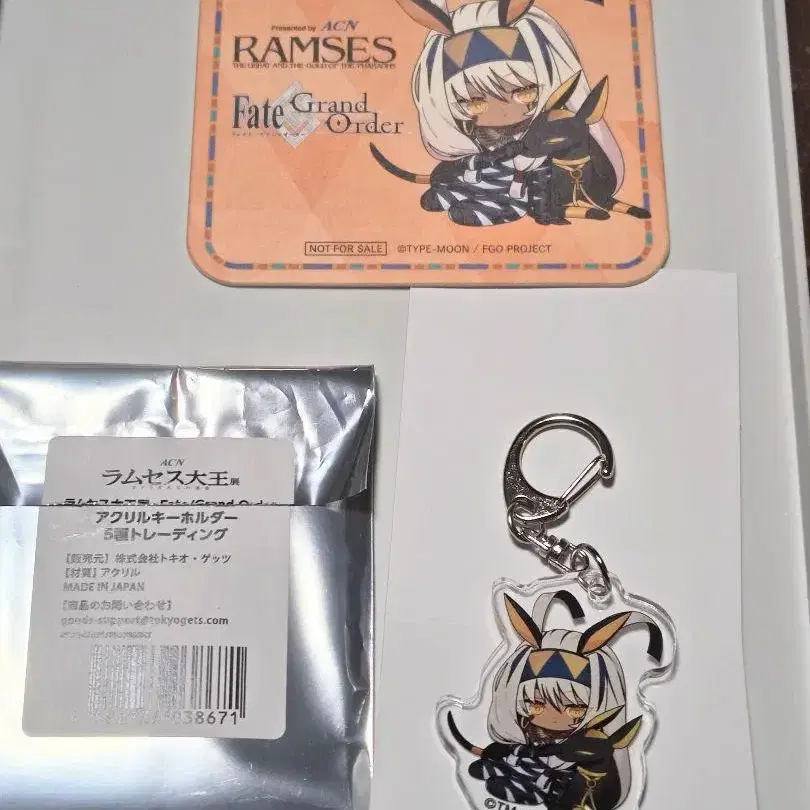 Presented by ACN
RAMSES
THE GREAT AND THE GOLD OF THE PHARAOHS
Fate Grand Order
NOT FOR SALE ©TYPE-MOON / FGO PROJECT
ACN
ラムセス大王展
アクリルキーホルダー
5種トレーディング
【販売元】株式会社トキオ・ゲッツ
【材質】アクリル
MADE IN JAPAN
【商品のお問い合わせ】
goods-support@tokyogets.com
038671
©TM